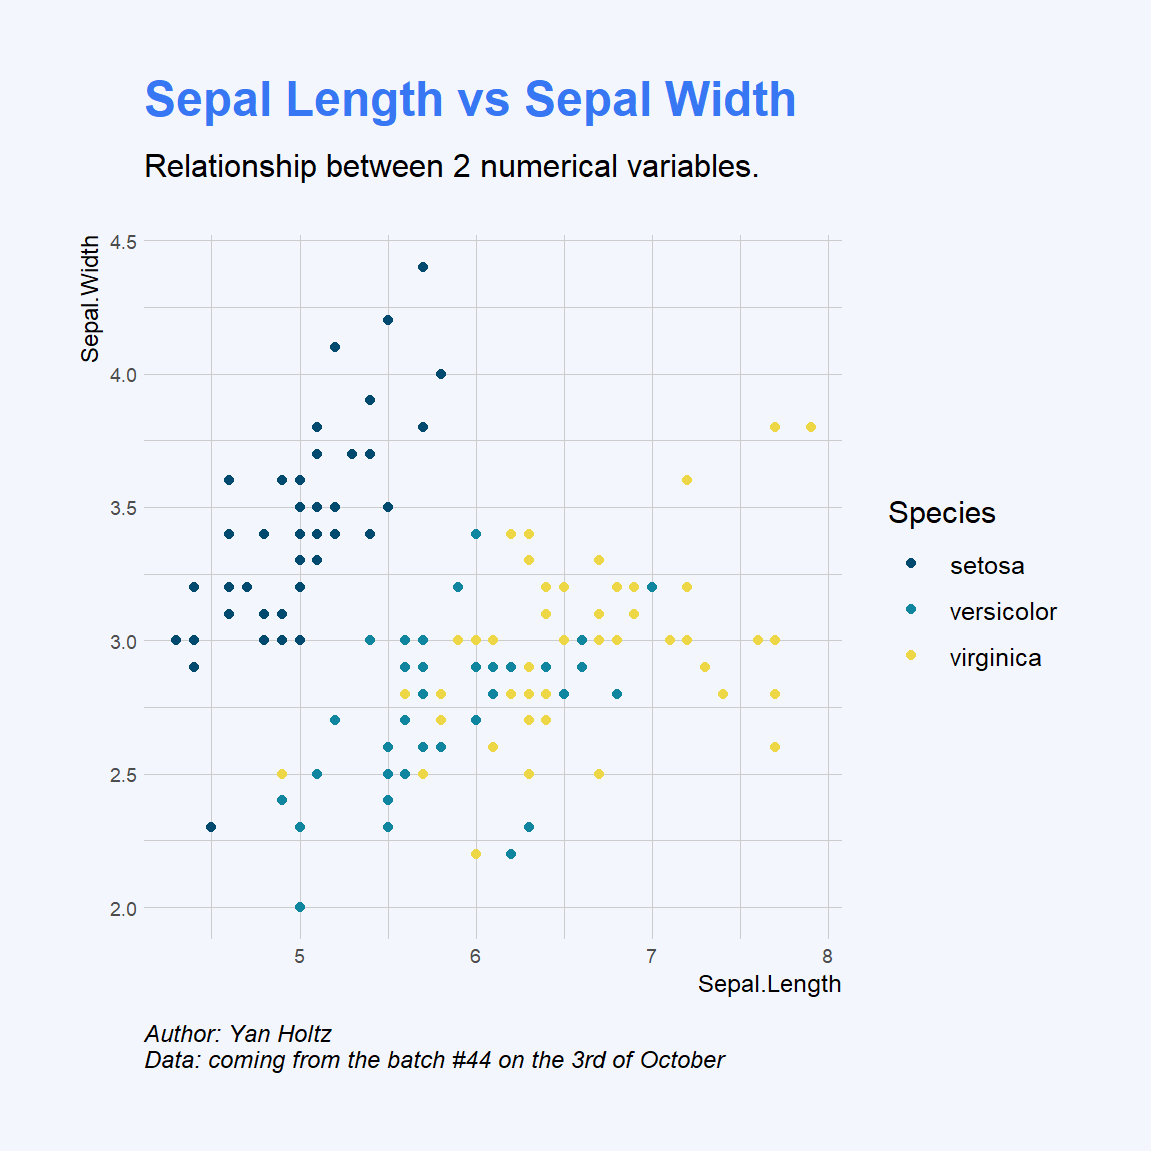 Sepal Length vs Sepal Width
Relationship between 2 numerical variables.
Sepal.Width
4.5
4.0
3.5
3.0
2.5
2.0
5
6
7
8
Sepal.Length
Species
setosa
versicolor
virginica
Author: Yan Holtz
Data: coming from the batch #44 on the 3rd of October